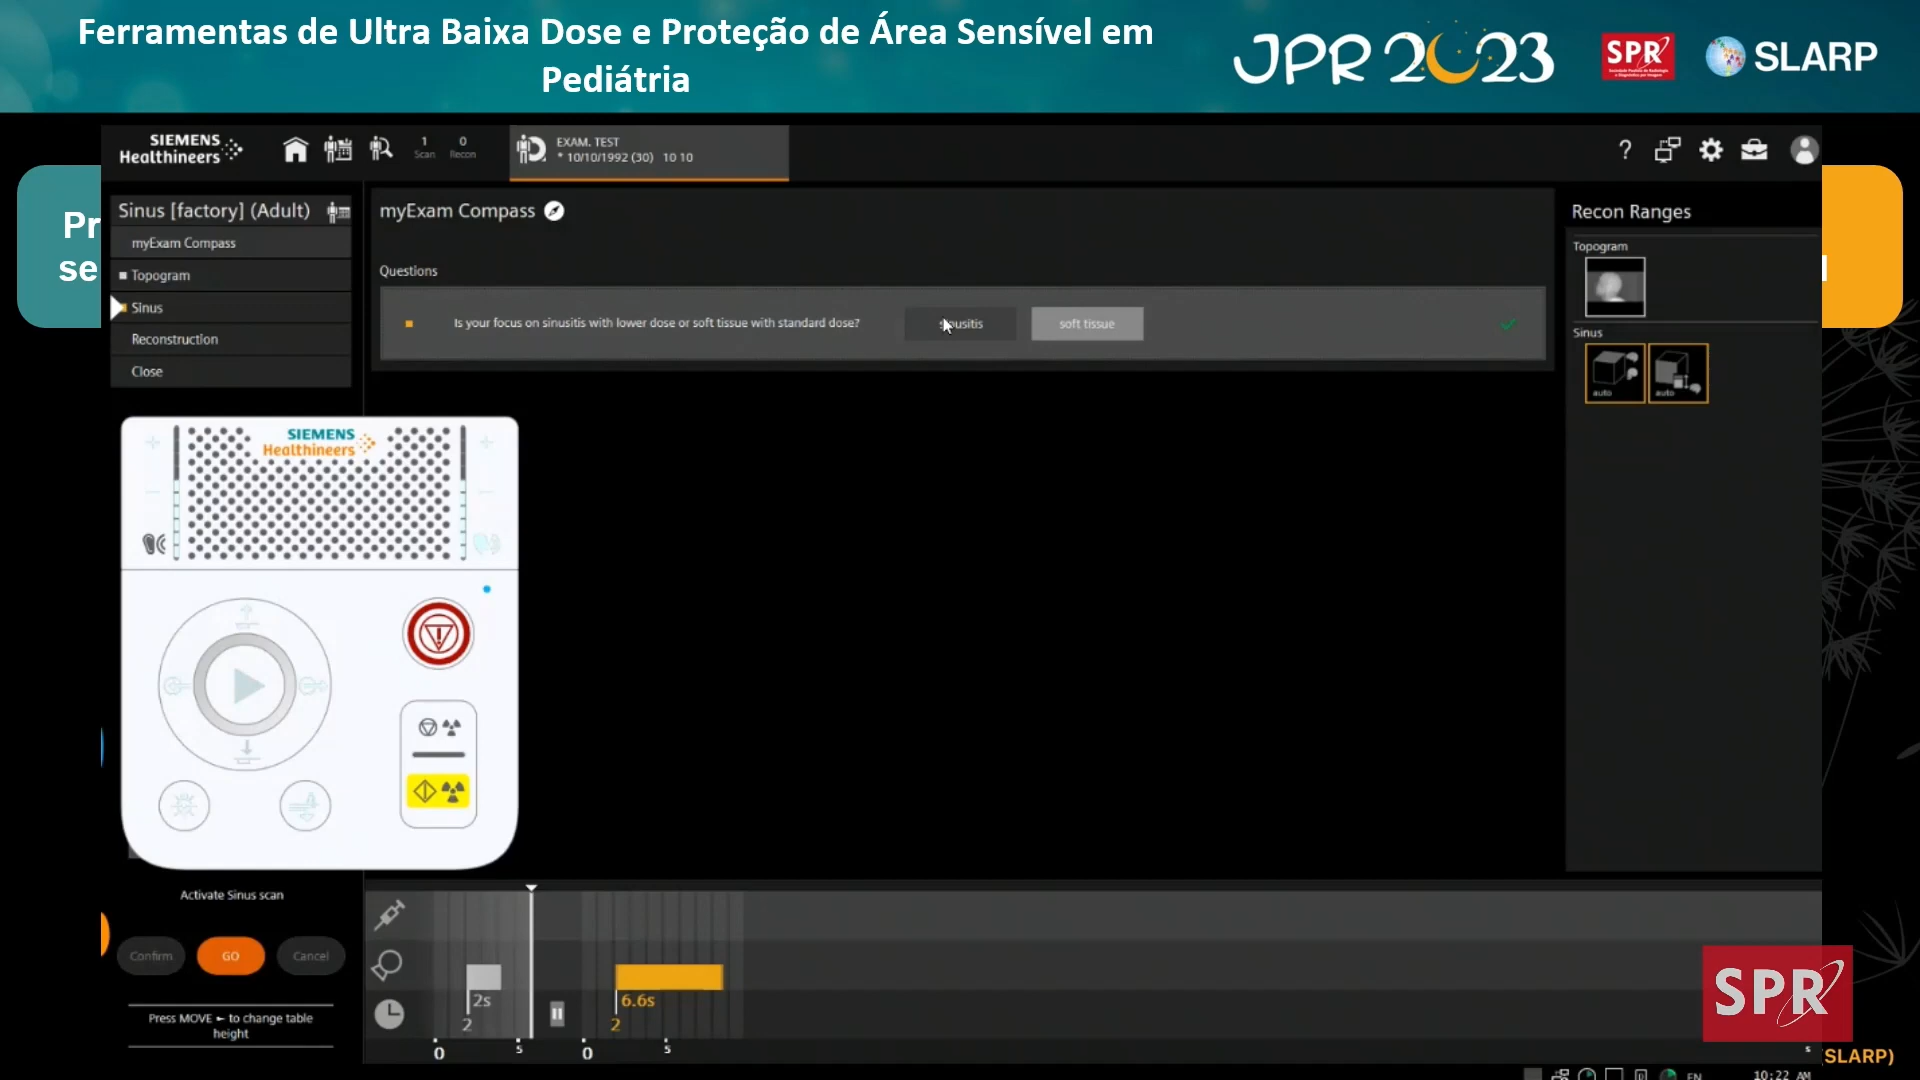 Ferramentas de Ultra Baixa Dose e Proteção de Área Sensível em
Pediátria
JPR 2023
SPR
SLARP
SIEMENS
Healthineers
1
Scan
0
Recon
EXAM. TEST
* 10/10/1992 (30) 10 10
?
Pr
se
Sinus [factory] (Adult)
myExam Compass
Topogram
Sinus
Reconstruction
Close
myExam Compass
Questions
Is your focus on sinusitis with lower dose or soft tissue with standard dose?
soft tissue
Recon Ranges
Topogram
Sinus
auto
auto
SIEMENS
Healthineers
Activate Sinus scan
Confirm
GO
Cancel
Press MOVE to change table
height
2s
2
6.6s
2
0
s
0
s
s
SPR
(SLARP)
EN
10:22 AM